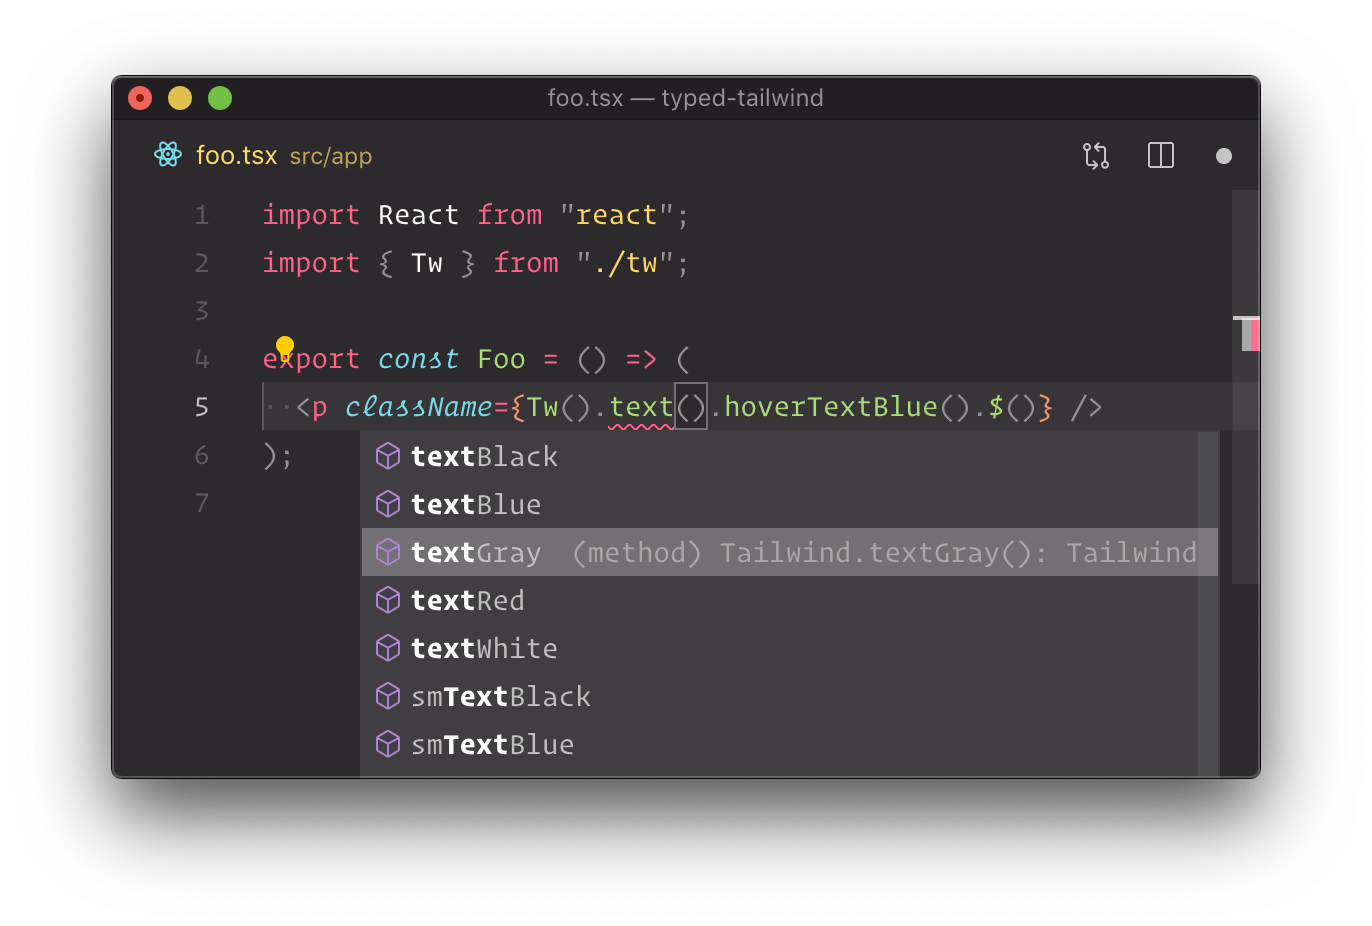 foo.tsx — typed-tailwind
foo.tsx src/app
1 import React from "react";
2 import { Tw } from "./tw";
3
4 export const Foo = () => (
5 <p className={Tw().text().hoverTextBlue().$()} />
6 );
7
textBlack
textBlue
textGray (method) Tailwind.textGray(): Tailwind
textRed
textWhite
smTextBlack
smTextBlue